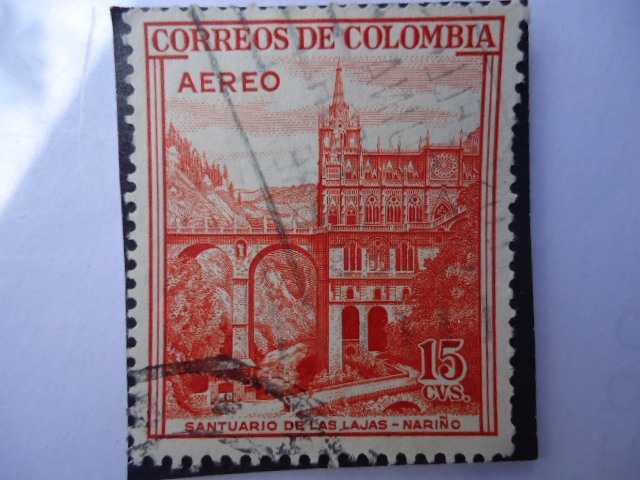 CORREOS DE COLOMBIA
AEREO
15
CVS.
SANTUARIO DE LAS LAJAS - NARIÑO